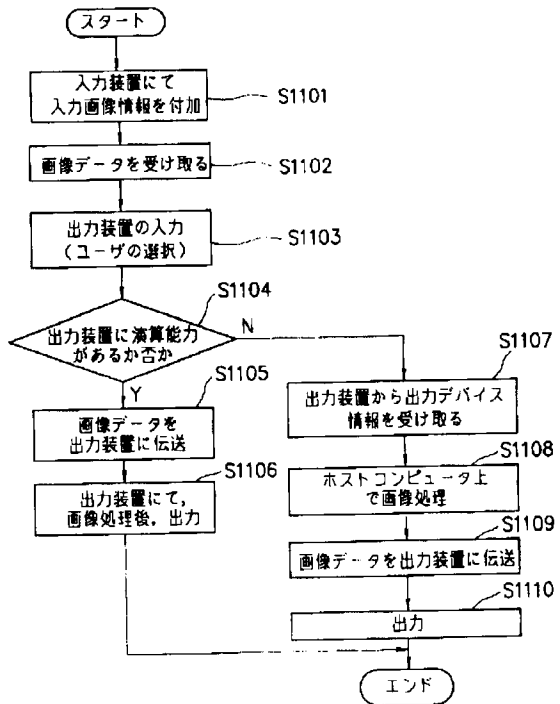 スタート
入力装置にて
入力画像情報を付加
S1101
画像データを受け取る
S1102
出力装置の入力
(ユーザの選択)
S1103
S1104
出力装置に演算能力
があるか否か
N
Y
S1105
画像データを
出力装置に伝送
S1106
出力装置にて,
画像処理後,出力
S1107
出力装置から出力デバイス
情報を受け取る
S1108
ホストコンピュータ上
で画像処理
S1109
画像データを出力装置に伝送
S1110
出力
エンド